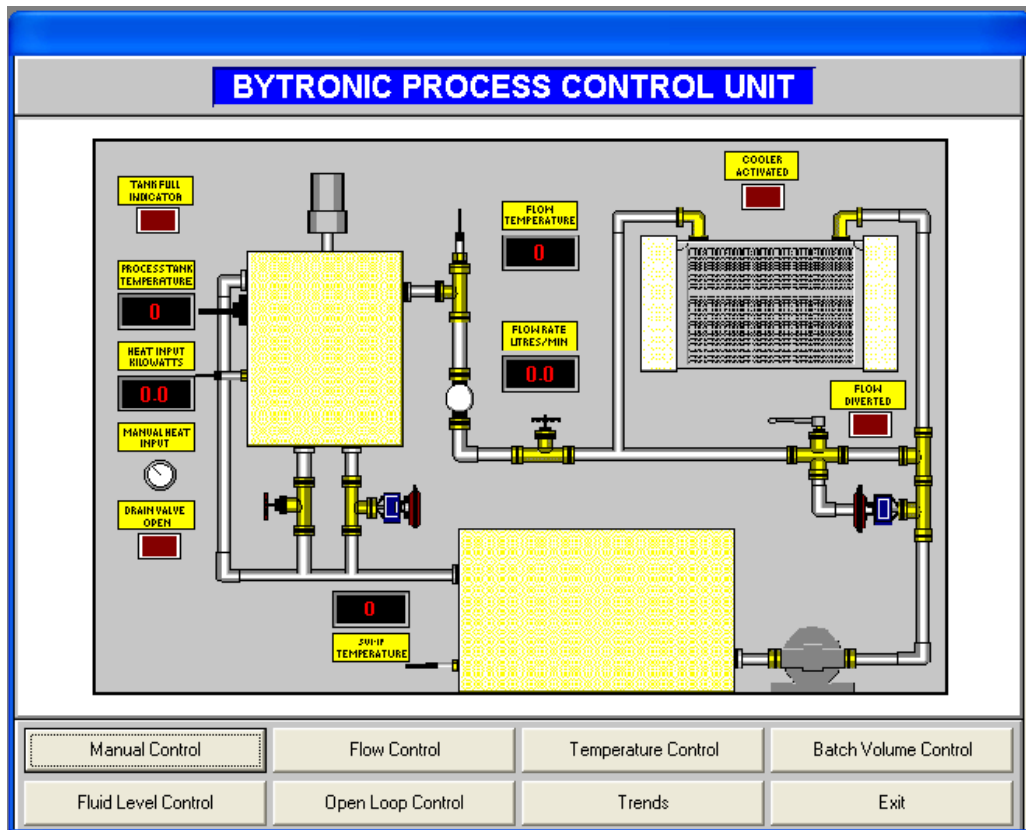 BYTRONIC PROCESS CONTROL UNIT
TANK FULL
INDICATOR
PROCESS TANK
TEMPERATURE
0
HEAT INPUT
KILOWATTS
0.0
MANUAL HEAT
INPUT
DRAIN VALVE
OPEN
FLOW
TEMPERATURE
0
FLOW RATE
LITRES/MIN
0.0
COOLER
ACTIVATED
FLOW
DIVERTED
0
SUMP
TEMPERATURE
Manual Control
Flow Control
Temperature Control
Batch Volume Control
Fluid Level Control
Open Loop Control
Trends
Exit